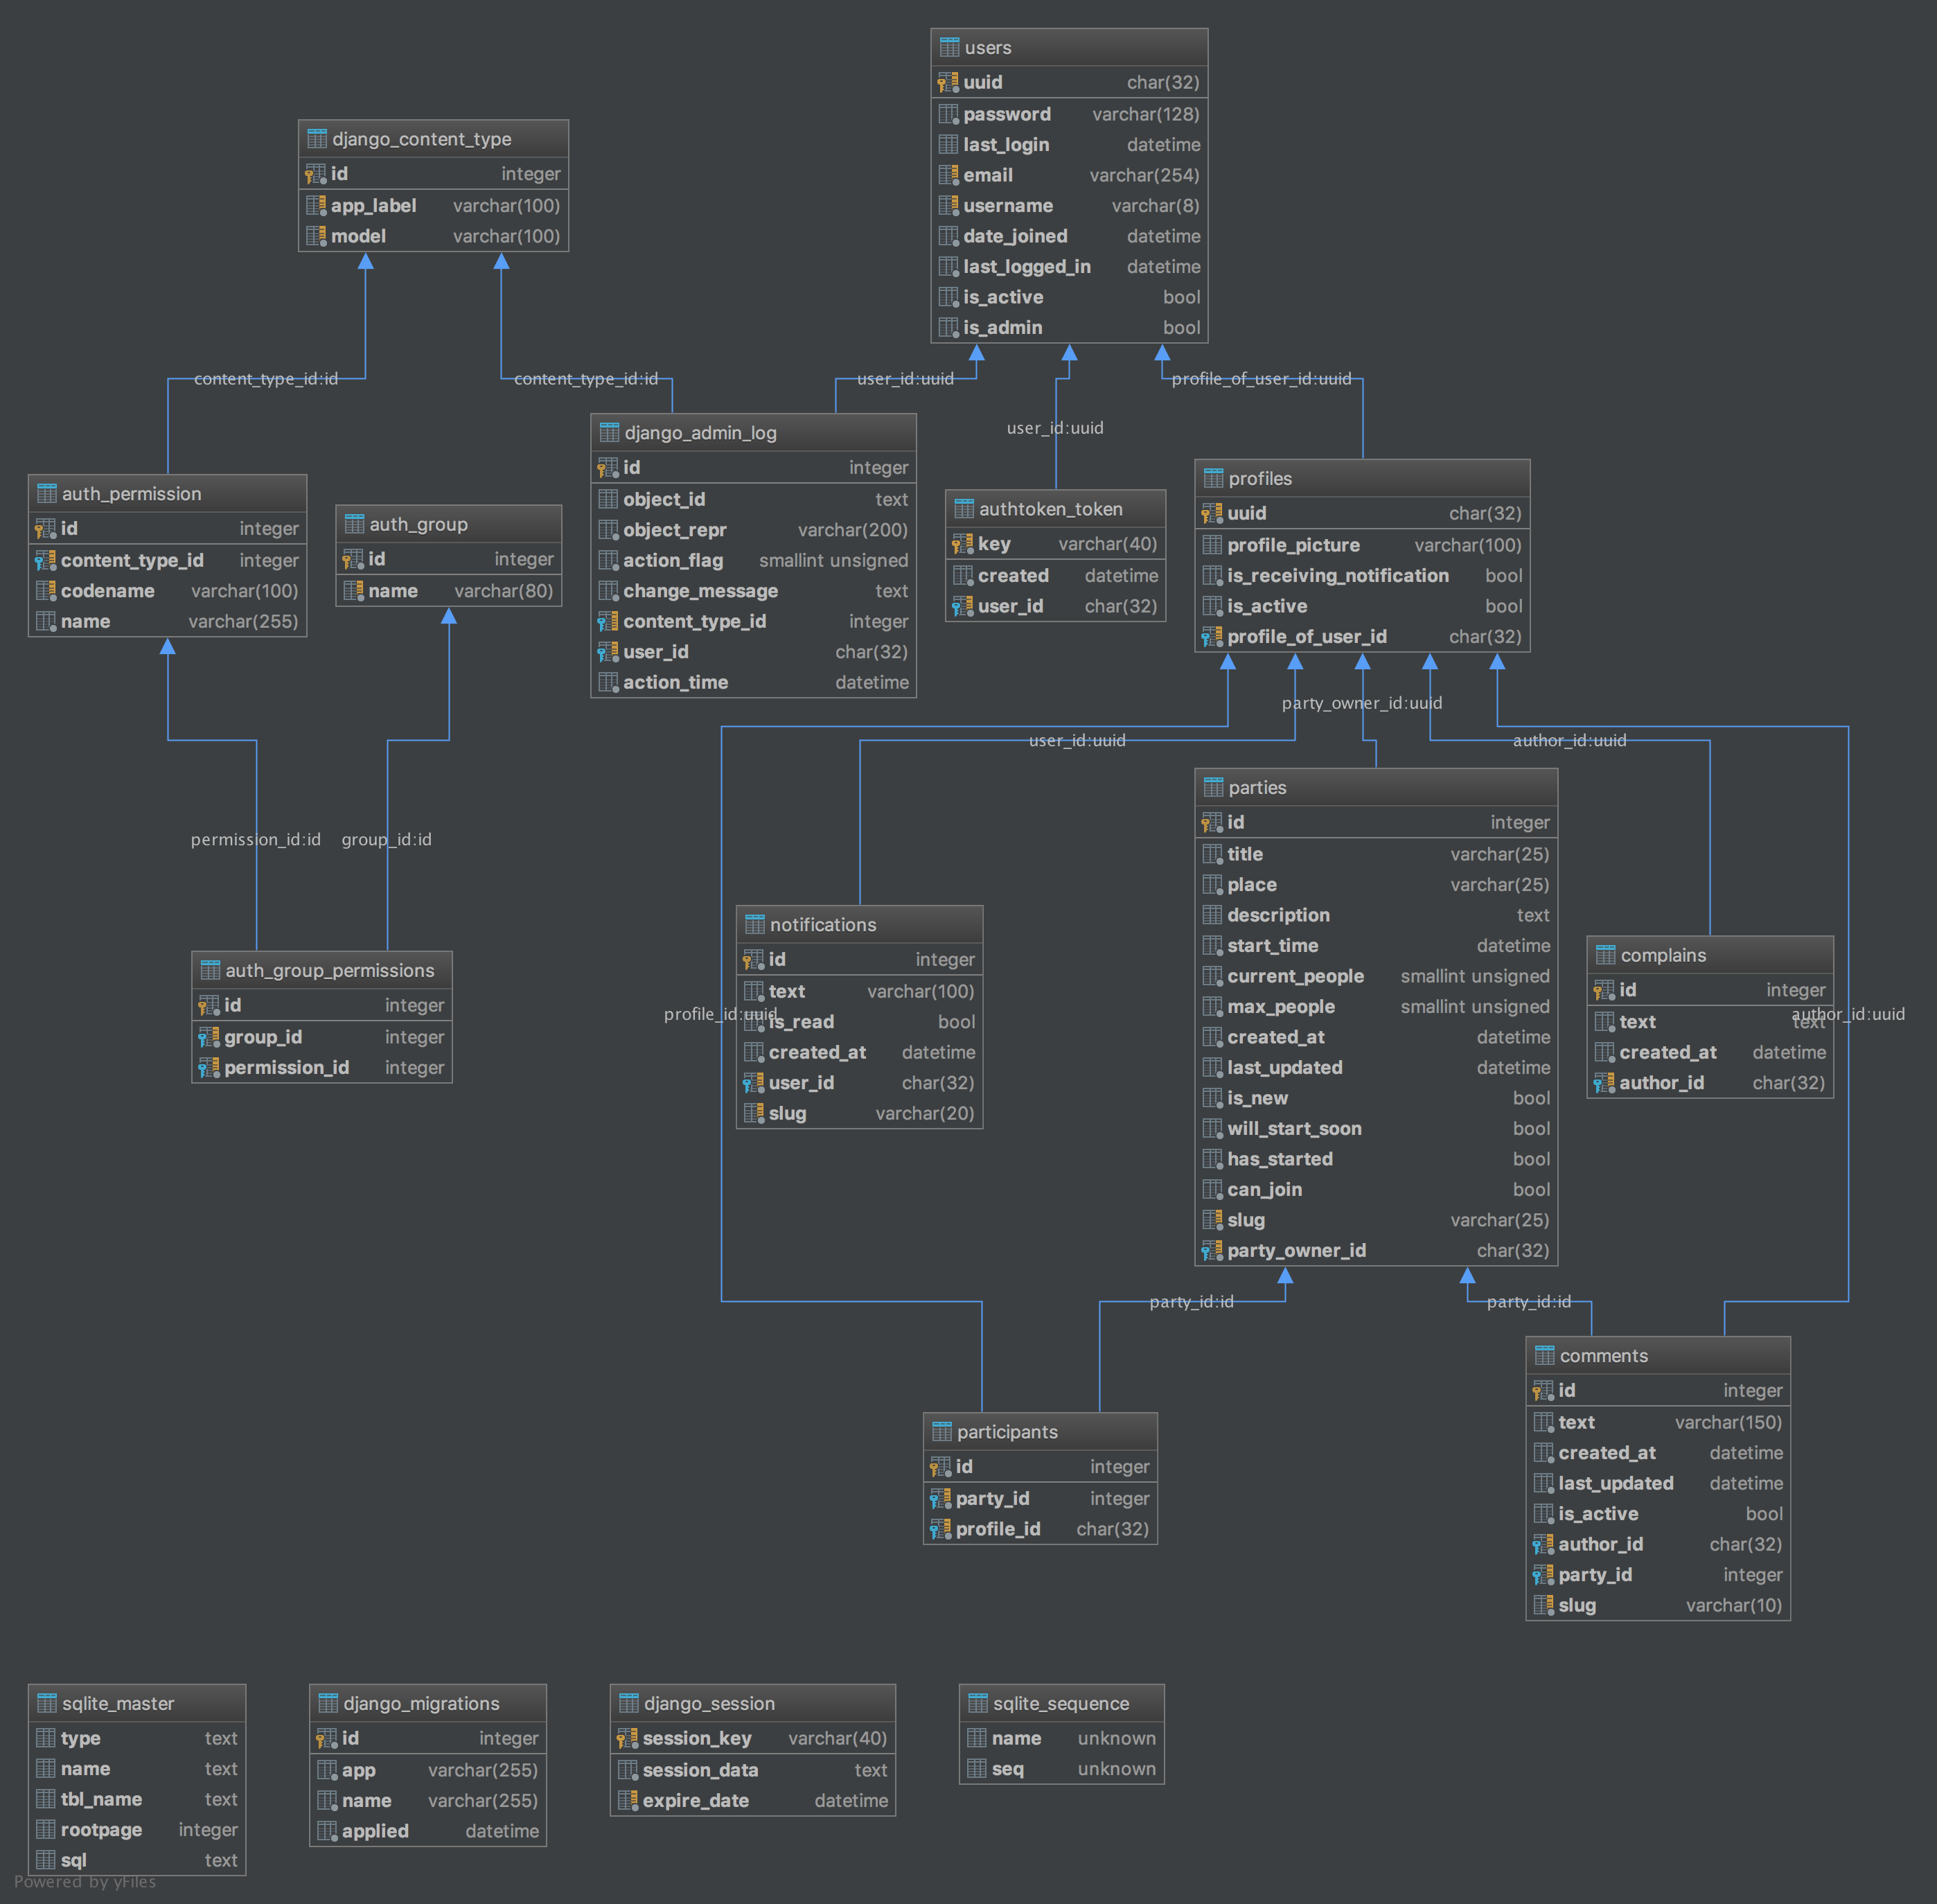 users
uuid char(32)
password varchar(128)
last_login datetime
email varchar(254)
username varchar(8)
date_joined datetime
last_logged_in datetime
is_active bool
is_admin bool
django_content_type
id integer
app_label varchar(100)
model varchar(100)
content_type_id:id
content_type_id:id
user_id:uuid
user_id:uuid
profile_of_user_id:uuid
django_admin_log
id integer
object_id text
object_repr varchar(200)
action_flag smallint unsigned
change_message text
content_type_id integer
user_id char(32)
action_time datetime
auth_permission
id integer
content_type_id integer
codename varchar(100)
name varchar(255)
auth_group
id integer
name varchar(80)
authtoken_token
key varchar(40)
created datetime
user_id char(32)
profiles
uuid char(32)
profile_picture varchar(100)
is_receiving_notification bool
is_active bool
profile_of_user_id char(32)
party_owner_id:uuid
user_id:uuid
author_id:uuid
permission_id:id
group_id:id
parties
id integer
title varchar(25)
place varchar(25)
description text
start_time datetime
current_people smallint unsigned
max_people smallint unsigned
created_at datetime
last_updated datetime
is_new bool
will_start_soon bool
has_started bool
can_join bool
slug varchar(25)
party_owner_id char(32)
notifications
id integer
text varchar(100)
is_read bool
created_at datetime
user_id char(32)
slug varchar(20)
profile_id:uuid
complains
id integer
text text
created_at datetime
author_id char(32)
author_id:uuid
auth_group_permissions
id integer
group_id integer
permission_id integer
party_id:id
party_id:id
participants
id integer
party_id integer
profile_id char(32)
comments
id integer
text varchar(150)
created_at datetime
last_updated datetime
is_active bool
author_id char(32)
party_id integer
slug varchar(10)
sqlite_master
type text
name text
tbl_name text
rootpage integer
sql text
django_migrations
id integer
app varchar(255)
name varchar(255)
applied datetime
django_session
session_key varchar(40)
session_data text
expire_date datetime
sqlite_sequence
name unknown
seq unknown
Powered by yFiles